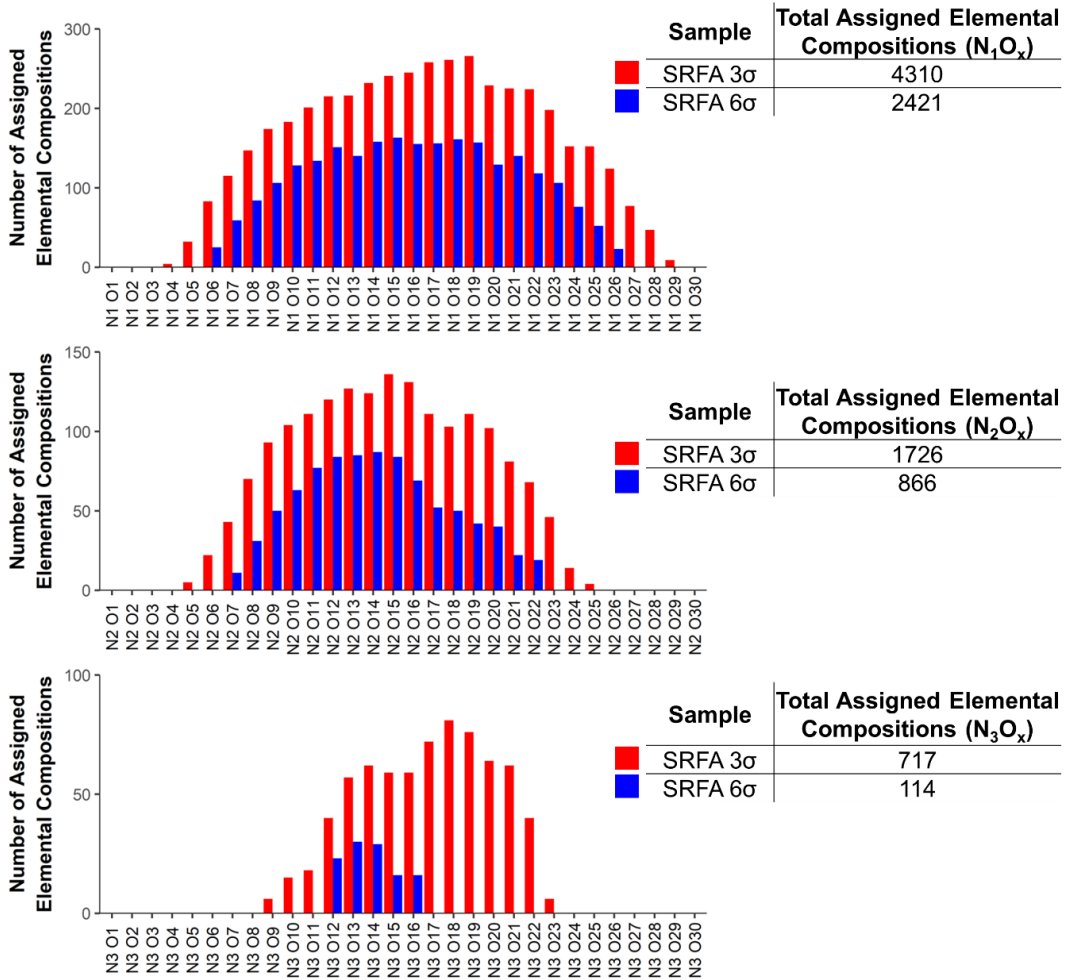 Number of Assigned
Elemental Compositions
300
200
100
0
N1 O1
N1 O2
N1 O3
N1 O4
N1 O5
N1 O6
N1 O7
N1 O8
N1 O9
N1 O10
N1 O11
N1 O12
N1 O13
N1 O14
N1 O15
N1 O16
N1 O17
N1 O18
N1 O19
N1 O20
N1 O21
N1 O22
N1 O23
N1 O24
N1 O25
N1 O26
N1 O27
N1 O28
N1 O29
N1 O30
Sample
Total Assigned Elemental
Compositions (N₁Oₓ)
SRFA 3σ 4310
SRFA 6σ 2421
Number of Assigned
Elemental Compositions
150
100
50
0
N2 O1
N2 O2
N2 O3
N2 O4
N2 O5
N2 O6
N2 O7
N2 O8
N2 O9
N2 O10
N2 O11
N2 O12
N2 O13
N2 O14
N2 O15
N2 O16
N2 O17
N2 O18
N2 O19
N2 O20
N2 O21
N2 O22
N2 O23
N2 O24
N2 O25
N2 O26
N2 O27
N2 O28
N2 O29
N2 O30
Sample
Total Assigned Elemental
Compositions (N₂Oₓ)
SRFA 3σ 1726
SRFA 6σ 866
Number of Assigned
Elemental Compositions
100
50
0
N3 O1
N3 O2
N3 O3
N3 O4
N3 O5
N3 O6
N3 O7
N3 O8
N3 O9
N3 O10
N3 O11
N3 O12
N3 O13
N3 O14
N3 O15
N3 O16
N3 O17
N3 O18
N3 O19
N3 O20
N3 O21
N3 O22
N3 O23
N3 O24
N3 O25
N3 O26
N3 O27
N3 O28
N3 O29
N3 O30
Sample
Total Assigned Elemental
Compositions (N₃Oₓ)
SRFA 3σ 717
SRFA 6σ 114